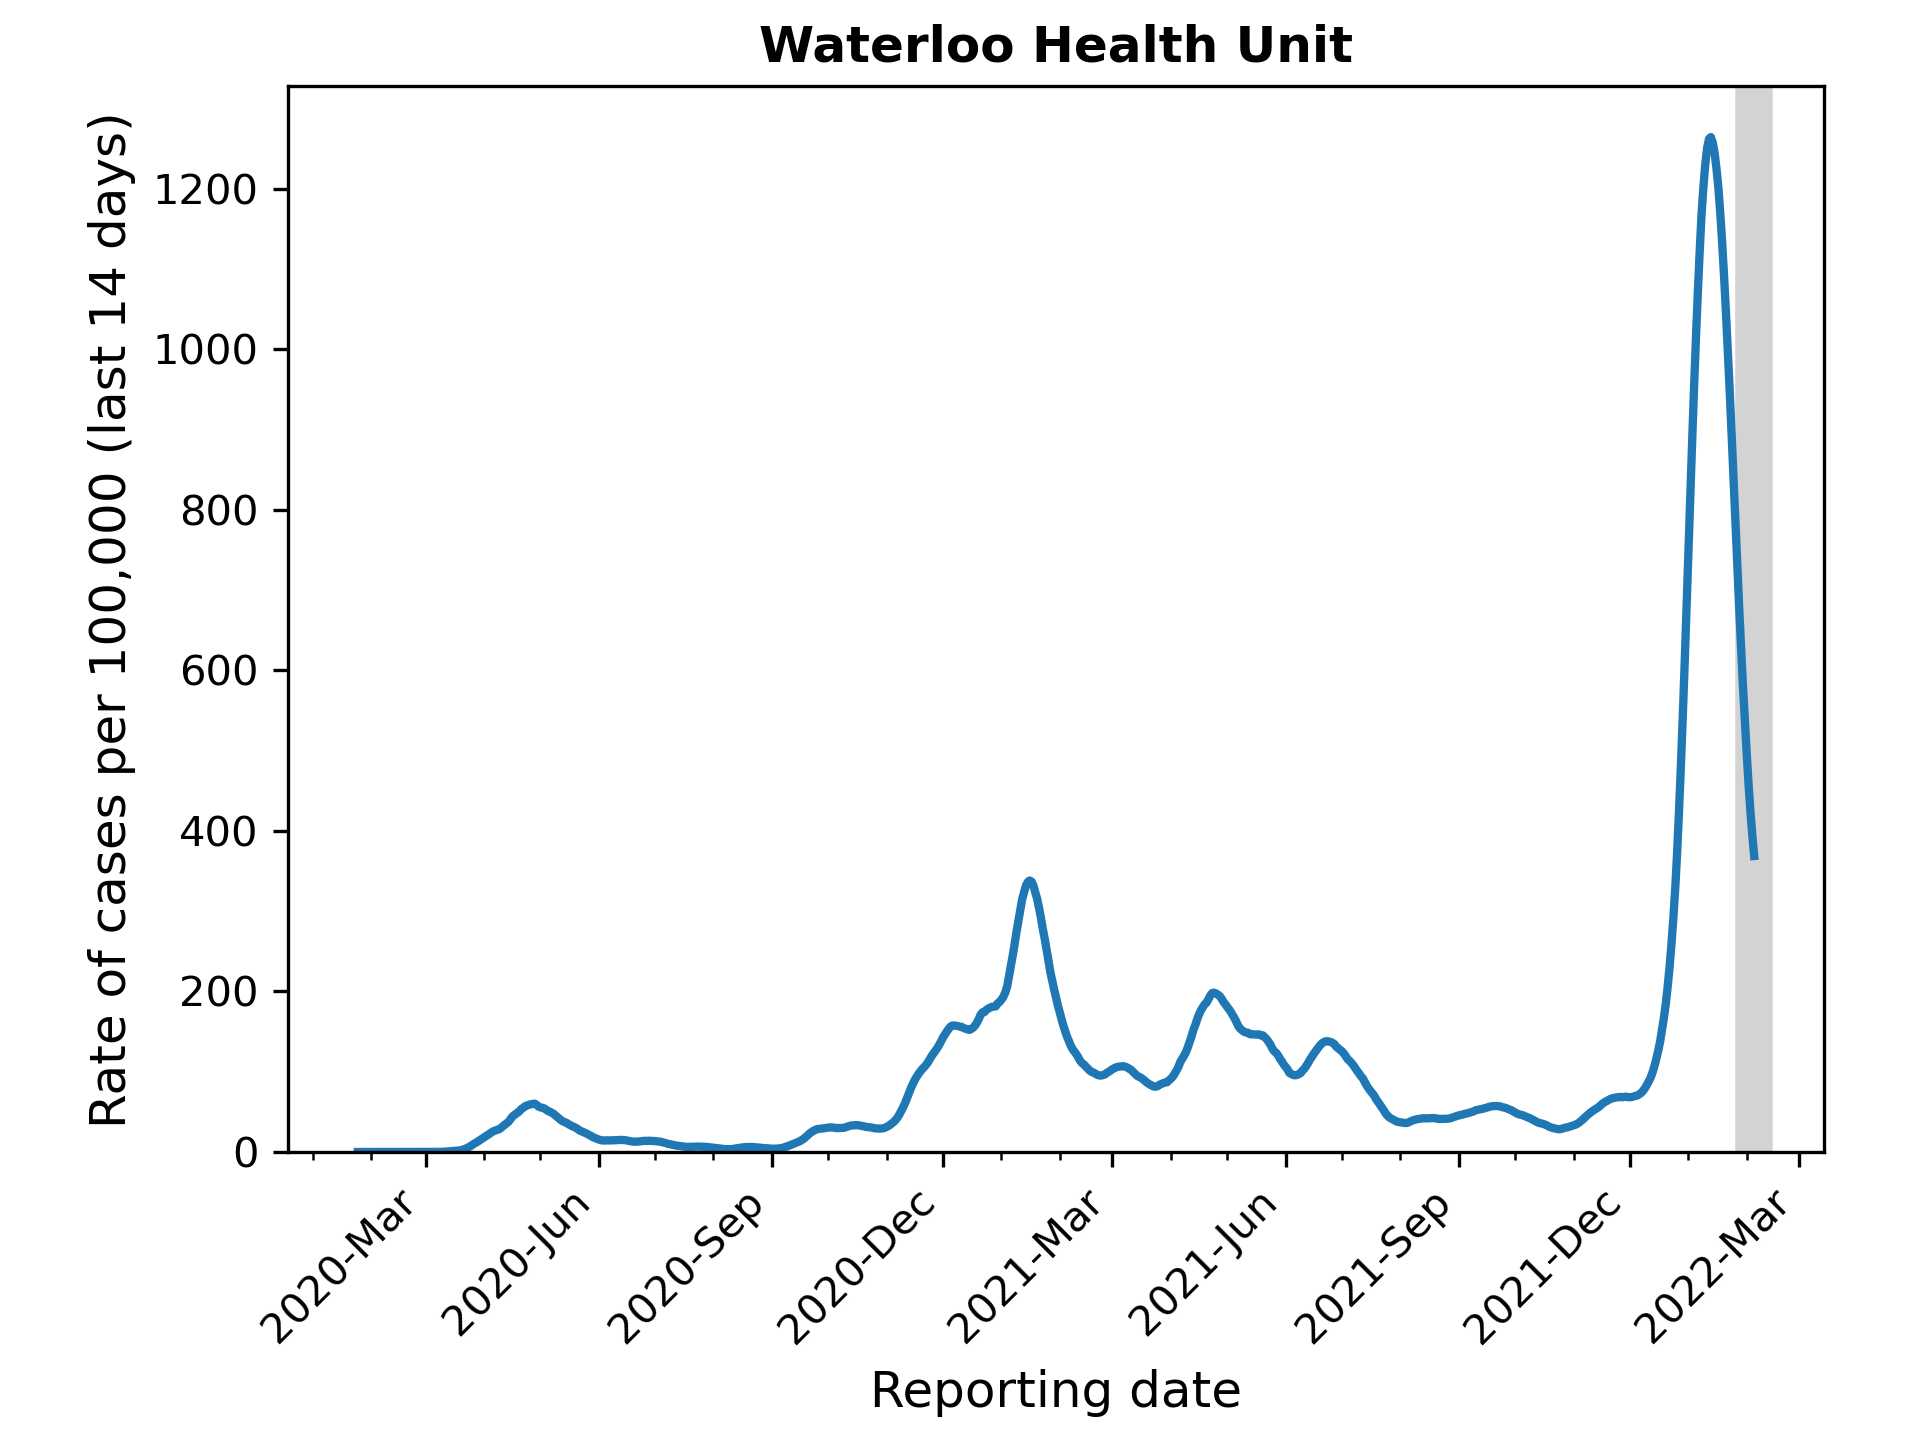 Waterloo Health Unit
Rate of cases per 100,000 (last 14 days)
1200
1000
800
600
400
200
0
2020-Mar
2020-Jun
2020-Sep
2020-Dec
2021-Mar
2021-Jun
2021-Sep
2021-Dec
2022-Mar
Reporting date